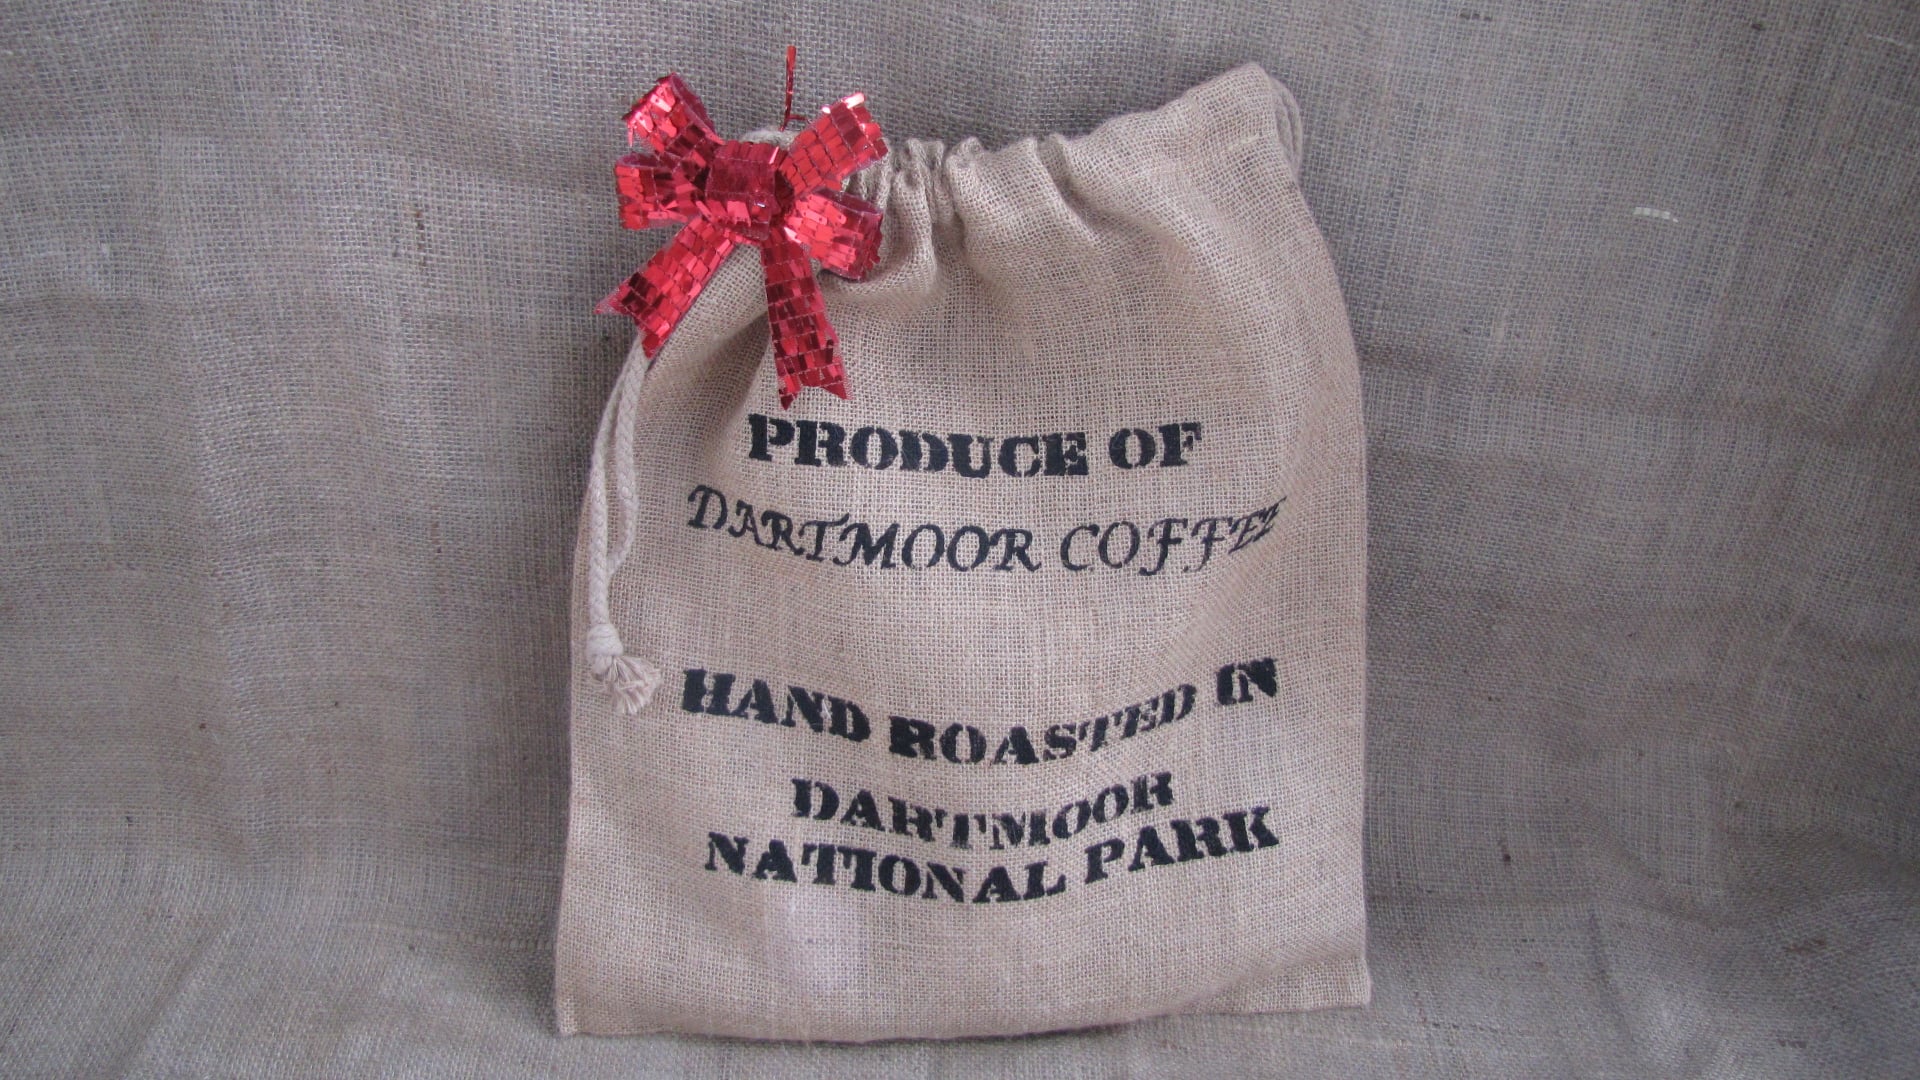 PRODUCE OF
DARTMOOR COFFEE
HAND ROASTED IN
DARTMOOR
NATIONAL PARK